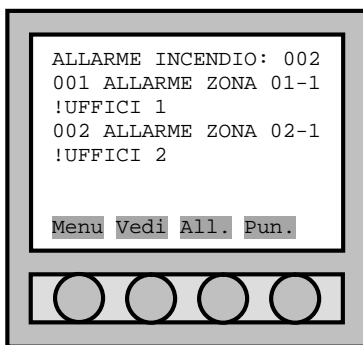 ALLARME INCENDIO: 002
001 ALLARME ZONA 01-1
!UFFICI 1
002 ALLARME ZONA 02-1
!UFFICI 2
Menu Vedi All. Pun.